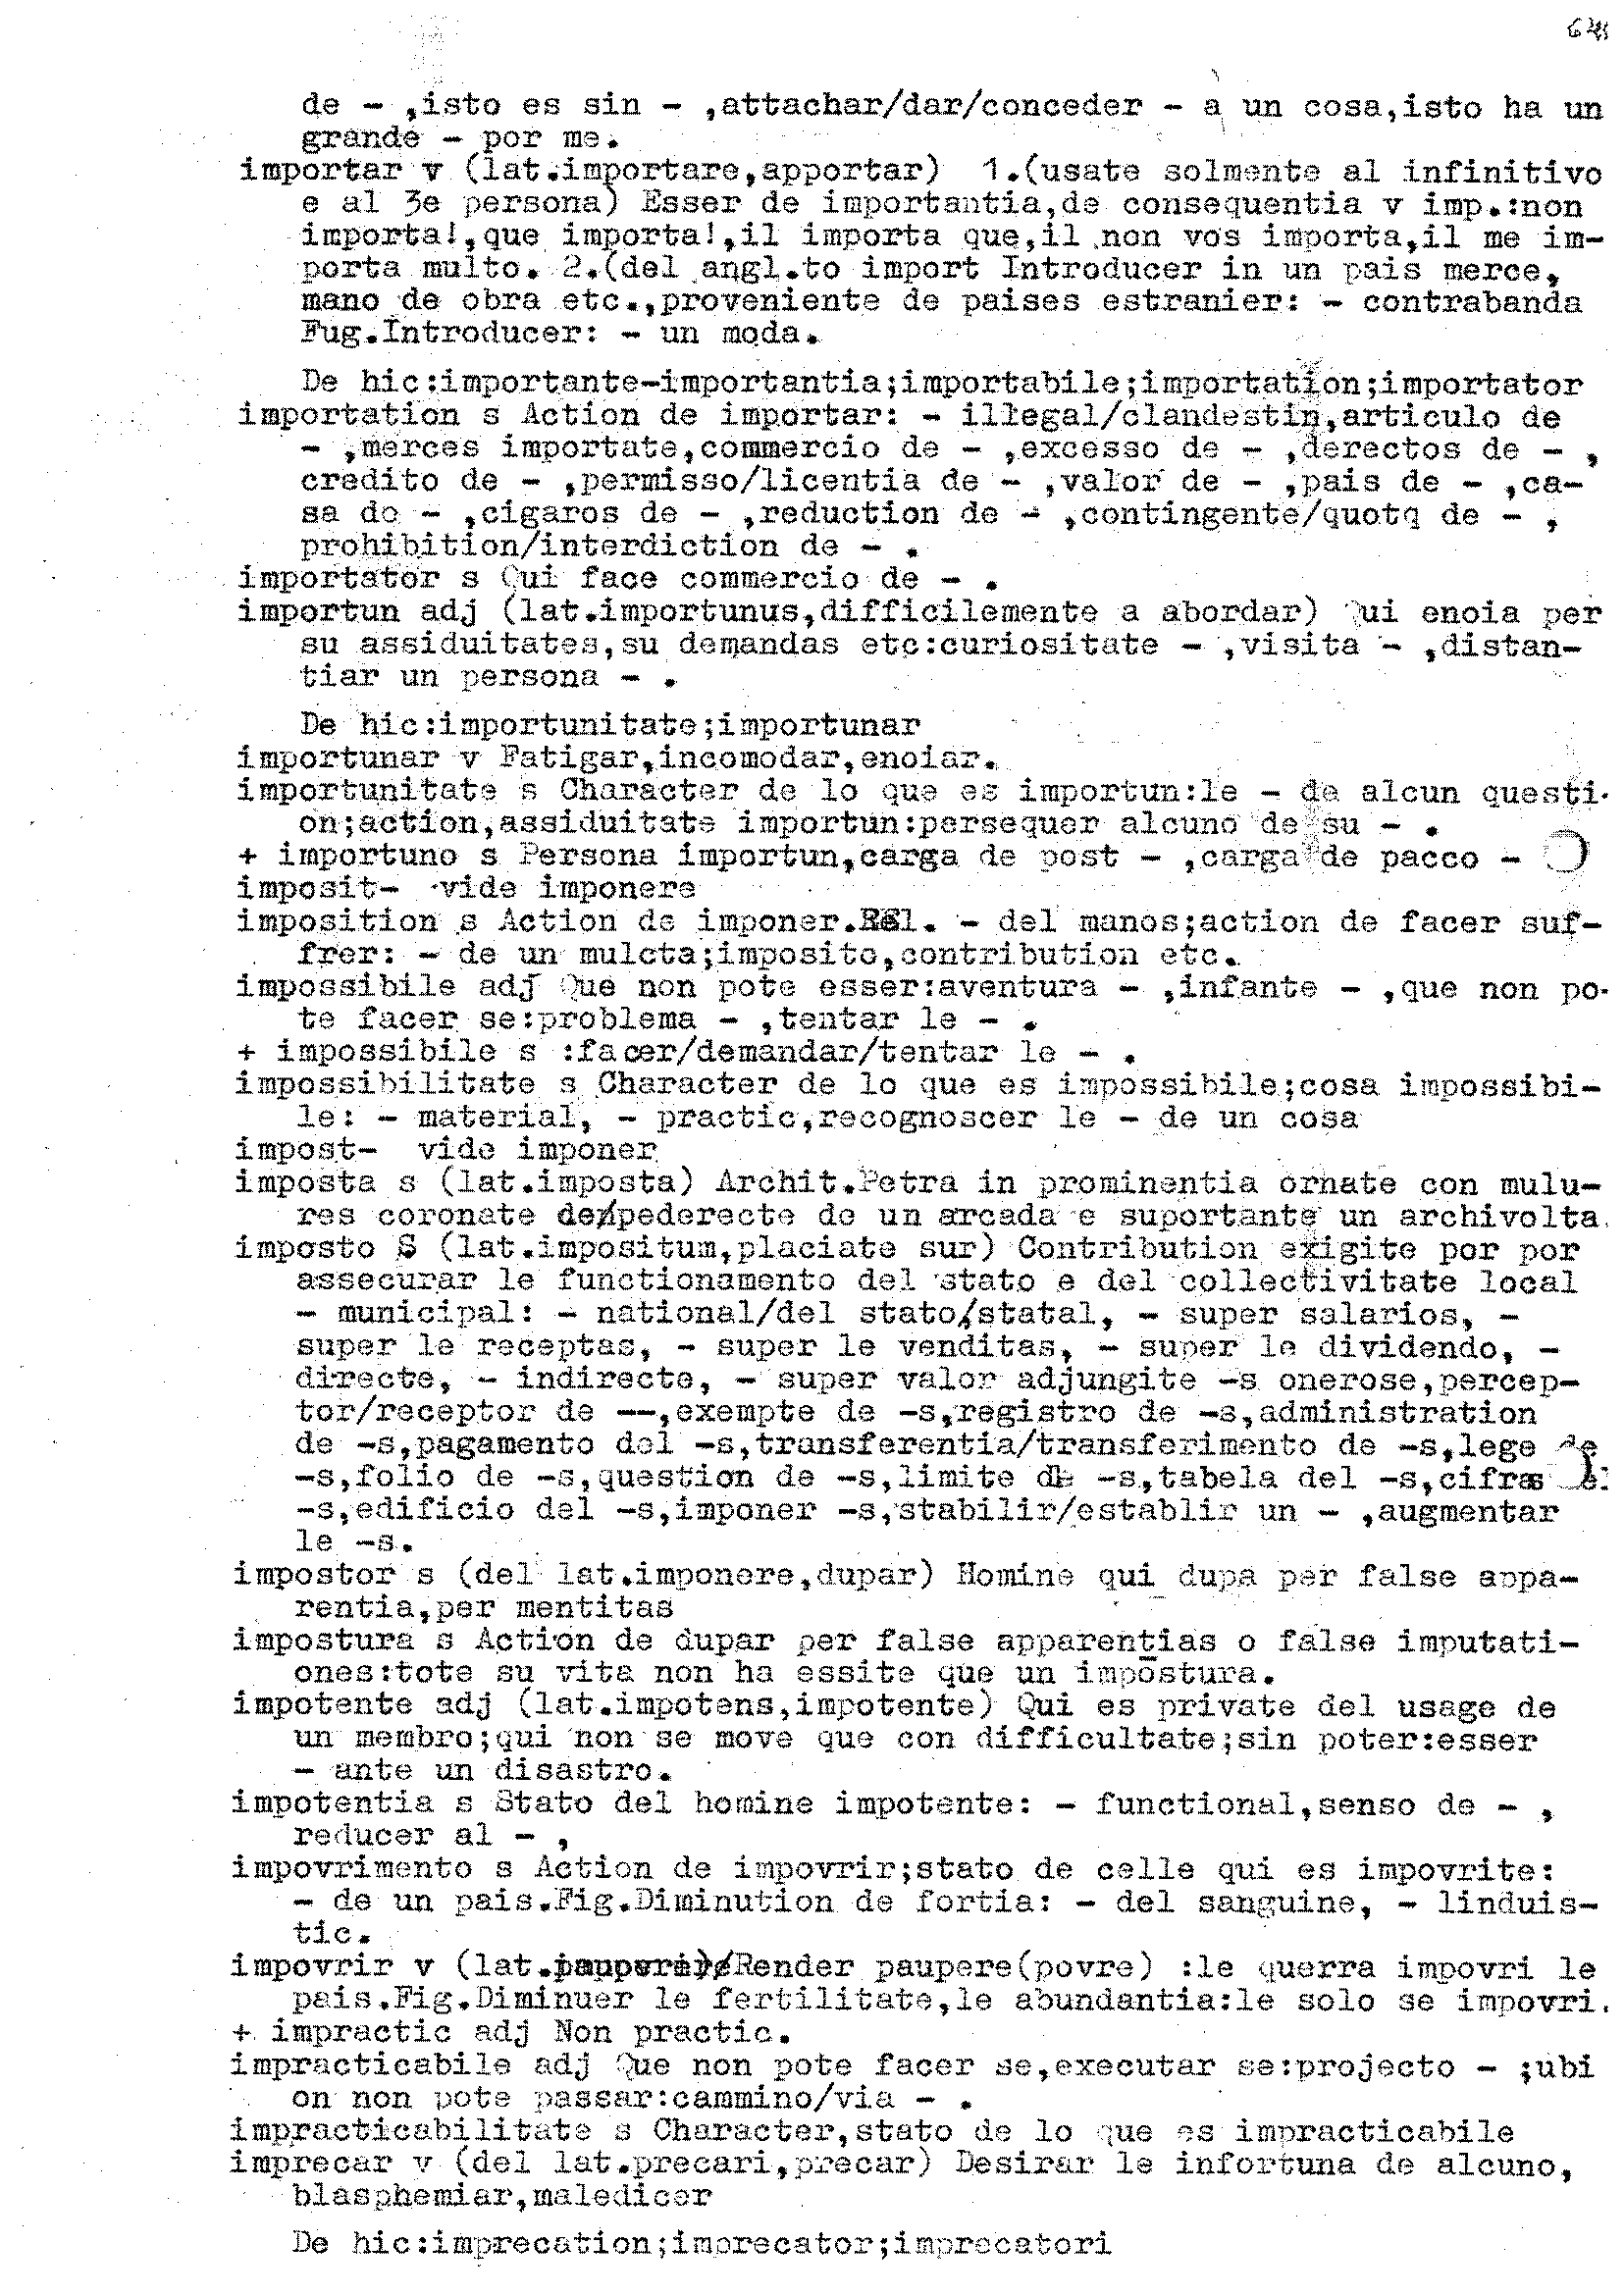 de - ,isto es sin - ,attachar/dar/conceder - a un cosa,isto ha un
grande - por me.
importar v (lat.importare,apportar) 1.(usate solmente al infinitivo
e al 3e persona) Esser de importantia,de consequentia v imp.:non
importa!,que importa!,il importa que,il non vos importa,il me im-
porta multo. 2.(del angl.to import Introducer in un pais merce,
mano de obra etc.,proveniente de paises estranier: - contrabanda
Fug.Introducer: - un moda.
De hic:importante-importantia;importabile;importation;importator
importation s Action de importar: - illegal/clandestin,articulo de
- ,merces importate,commercio de - ,excesso de - ,derectos de - ,
credito de - ,permisso/licentia de - ,valor de - ,pais de - ,ca-
sa de - ,cigaros de - ,reduction de - ,contingente/quotq de - ,
prohibition/interdiction de - .
importator s Qui face commercio de - .
importun adj (lat.importunus,difficilemente a abordar) Qui enoia per
su assiduitates,su demandas etc:curiositate - ,visita - ,distan-
tiar un persona - .
De hic:importunitate;importunar
importunar v Fatigar,incomodar,enoiar.
importunitate s Character de lo que es importun:le - de alcun questi-
on;action,assiduitate importun:persequer alcuno de su - .
+ importuno s Persona importun,carga de post - ,carga de pacco -
imposit- vide imponere
imposition s Action de imponer.Rel. - del manos;action de facer suf-
frer: - de un mulcta;imposito,contribution etc.
impossibile adj Que non pote esser:aventura - ,infante - ,que non po-
te facer se:problema - ,tentar le - .
+ impossibile s :facer/demandar/tentar le - .
impossibilitate s Character de lo que es impossibile;cosa impossibi-
le: - material, - practic,recognoscer le - de un cosa
impost- vide imponer
imposta s (lat.imposta) Archit.Petra in prominentia ornate con mulu-
res coronate de/pederecte de un arcada e suportante un archivolta.
imposto S (lat.impositum,placiate sur) Contribution exigite por por
assecurar le functionamento del stato e del collectivitate local
- municipal: - national/del stato/statal, - super salarios, -
super le receptas, - super le venditas, - super le dividendo, -
directe, - indirecte, - super valor adjungite -s onerose,percep-
tor/receptor de --,exempte de -s,registro de -s,administration
de -s,pagamento del -s,transferentia/transferimento de -s,lege de
-s,folio de -s,question de -s,limite de -s,tabela del -s,cifras
-s,edificio del -s,imponer -s,stabilir/establir un - ,augmentar
le -s.
impostor s (del lat.imponere,dupar) Homine qui dupa per false appa-
rentia,per mentitas
impostura s Action de dupar per false apparentias o false imputati-
ones:tote su vita non ha essite que un impostura.
impotente adj (lat.impotens,impotente) Qui es private del usage de
un membro;qui non se move que con difficultate;sin poter:esser
- ante un disastro.
impotentia s Stato del homine impotente: - functional,senso de - ,
reducer al - ,
impovrimento s Action de impovrir;stato de celle qui es impovrite:
- de un pais.Fig.Diminution de fortia: - del sanguine, - linduis-
tic.
impovrir v (lat. Render paupere(povre) :le querra impovri le
pais.Fig.Diminuer le fertilitate,le abundantia:le solo se impovri.
+ impractic adj Non practic.
impracticabile adj Que non pote facer se,executar se:projecto - ;ubi
on non pote passar:cammino/via - .
impracticabilitate s Character,stato de lo que es impracticabile
imprecar v (del lat.precari,precar) Desirar le infortuna de alcuno,
blasphemiar,maledicer
De hic:imprecation;imprecator;imprecatori